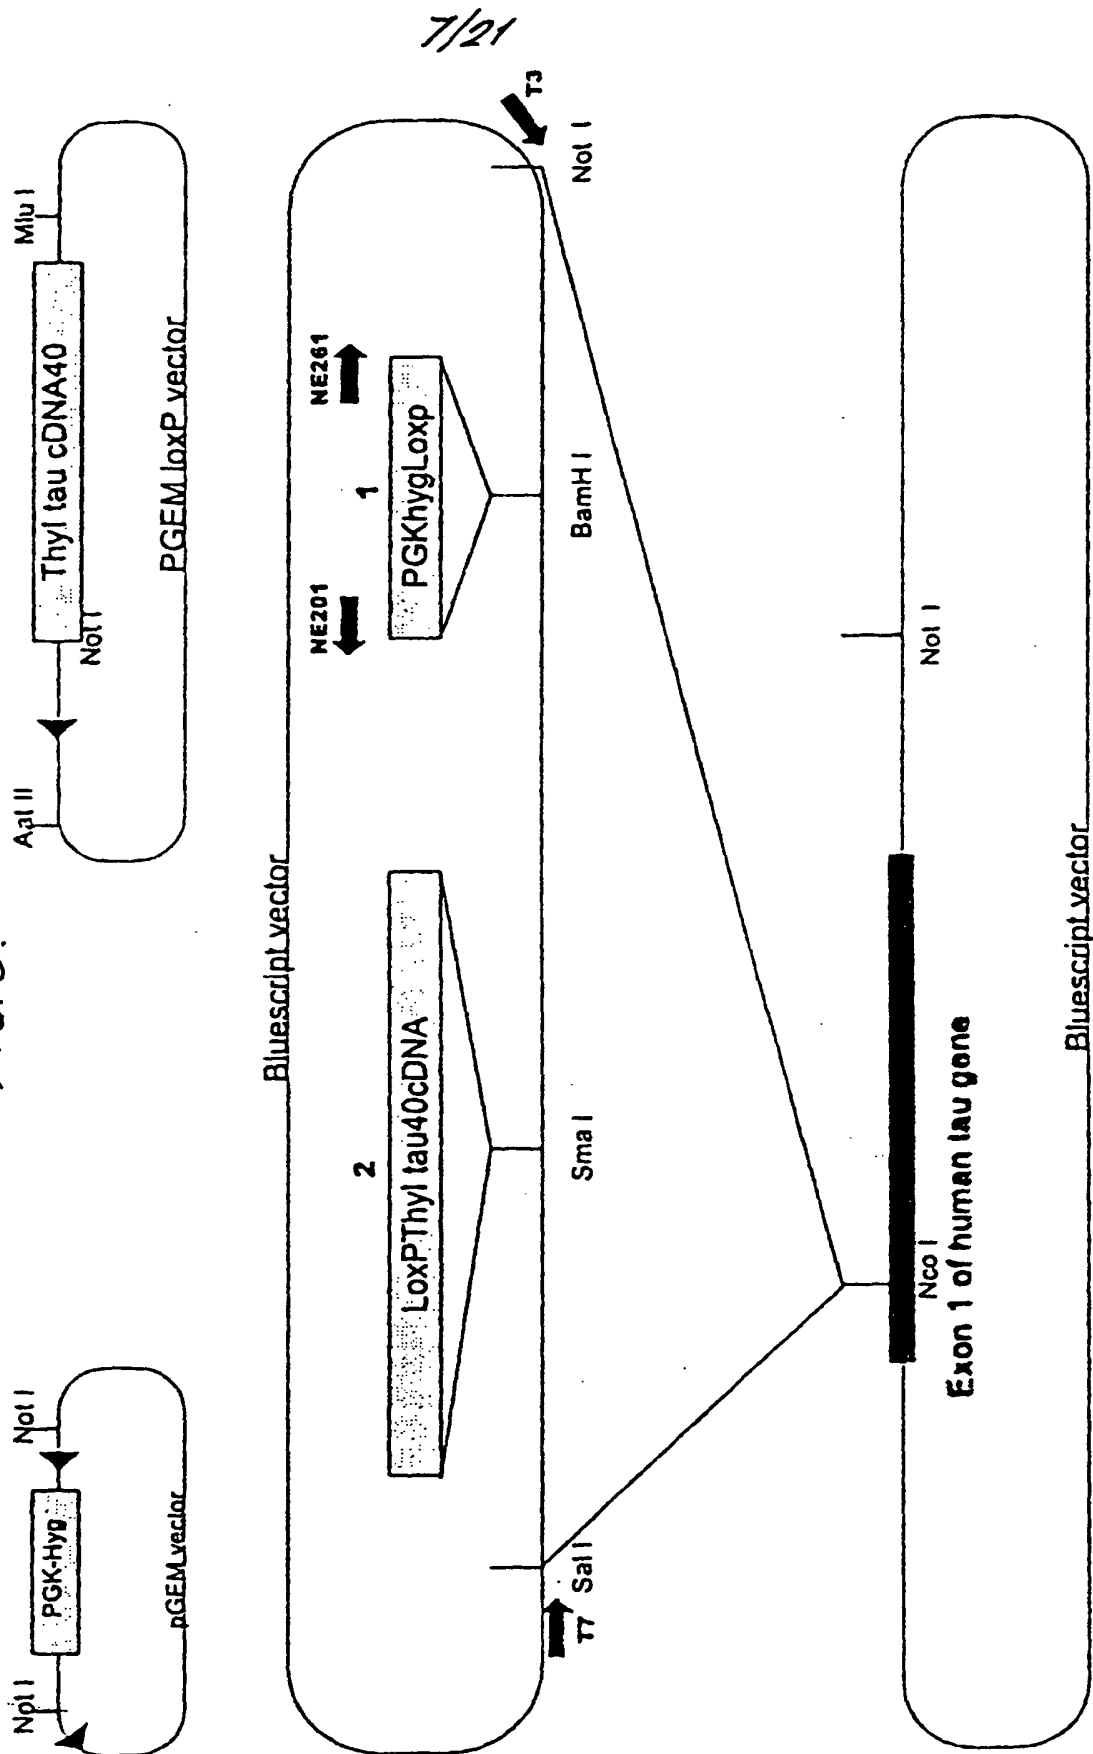 7/21
Not I
PGK-Hyg
Not I
pGEM vector
Aat II
Not I
Thyl tau cDNA40
Mlu I
PGEM loxP vector
Bluescript vector
2
LoxPThyl tau40cDNA
NE201
1
NE261
PGKhygLoxp
T7
Sal I
Sma I
BamH I
Not I
T3
Nco I
Exon 1 of human tau gene
Not I
Bluescript vector